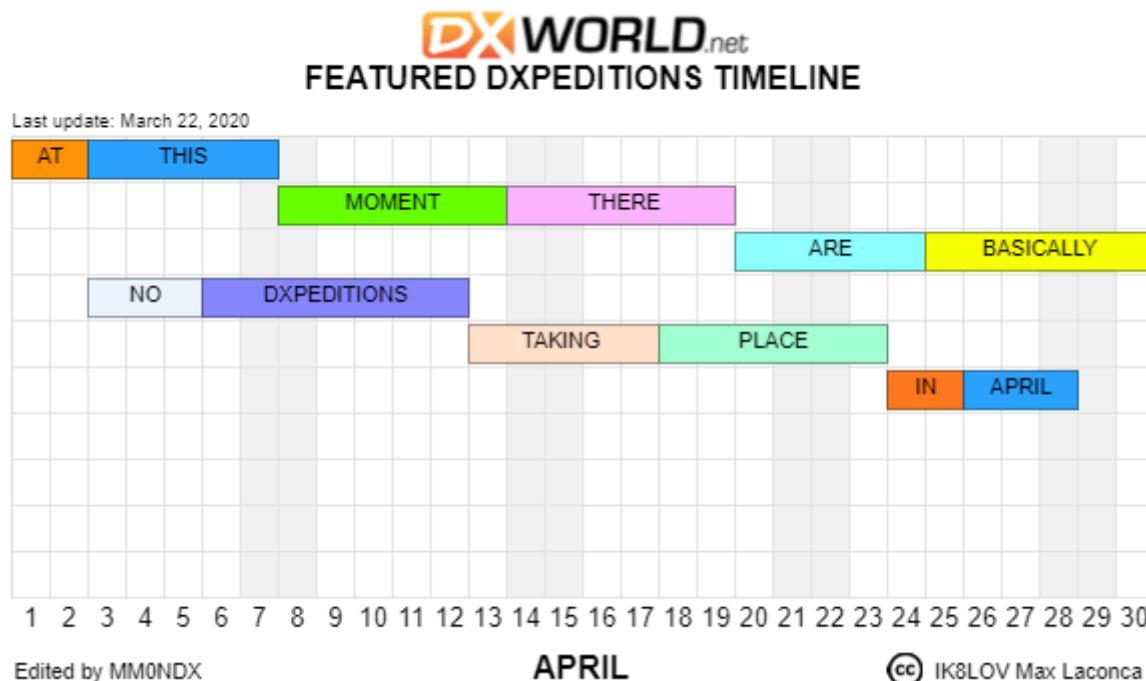 DX WORLD.net
FEATURED DXPEDITIONS TIMELINE
Last update: March 22, 2020
AT THIS
MOMENT THERE
ARE BASICALLY
NO DXPEDITIONS
TAKING PLACE
IN APRIL
1 2 3 4 5 6 7 8 9 10 11 12 13 14 15 16 17 18 19 20 21 22 23 24 25 26 27 28 29 30
Edited by MM0NDX APRIL cc IK8LOV Max Laconca